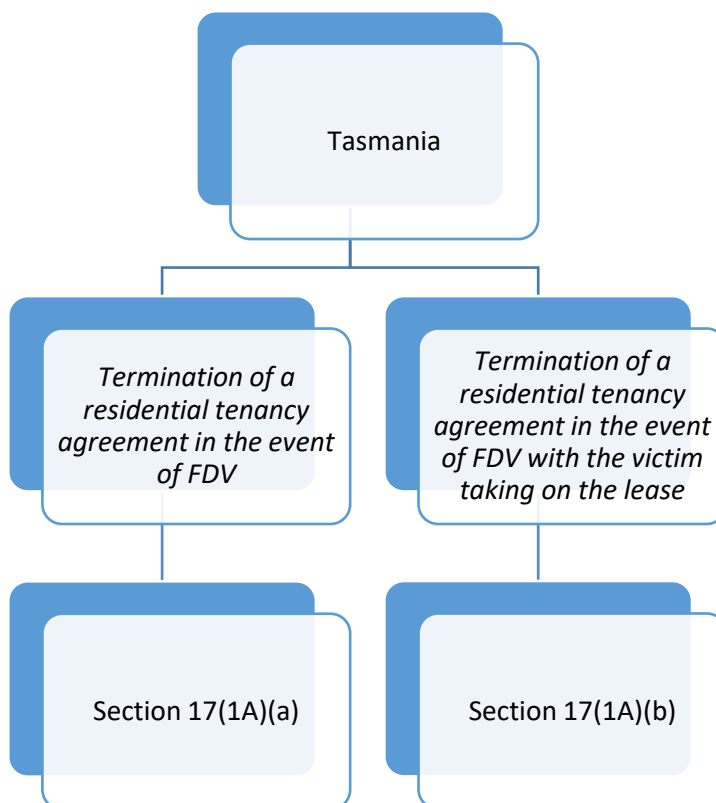 Tasmania
Termination of a
residential tenancy
agreement in the event
of FDV
Termination of a
residential tenancy
agreement in the event
of FDV with the victim
taking on the lease
Section 17(1A)(a)
Section 17(1A)(b)